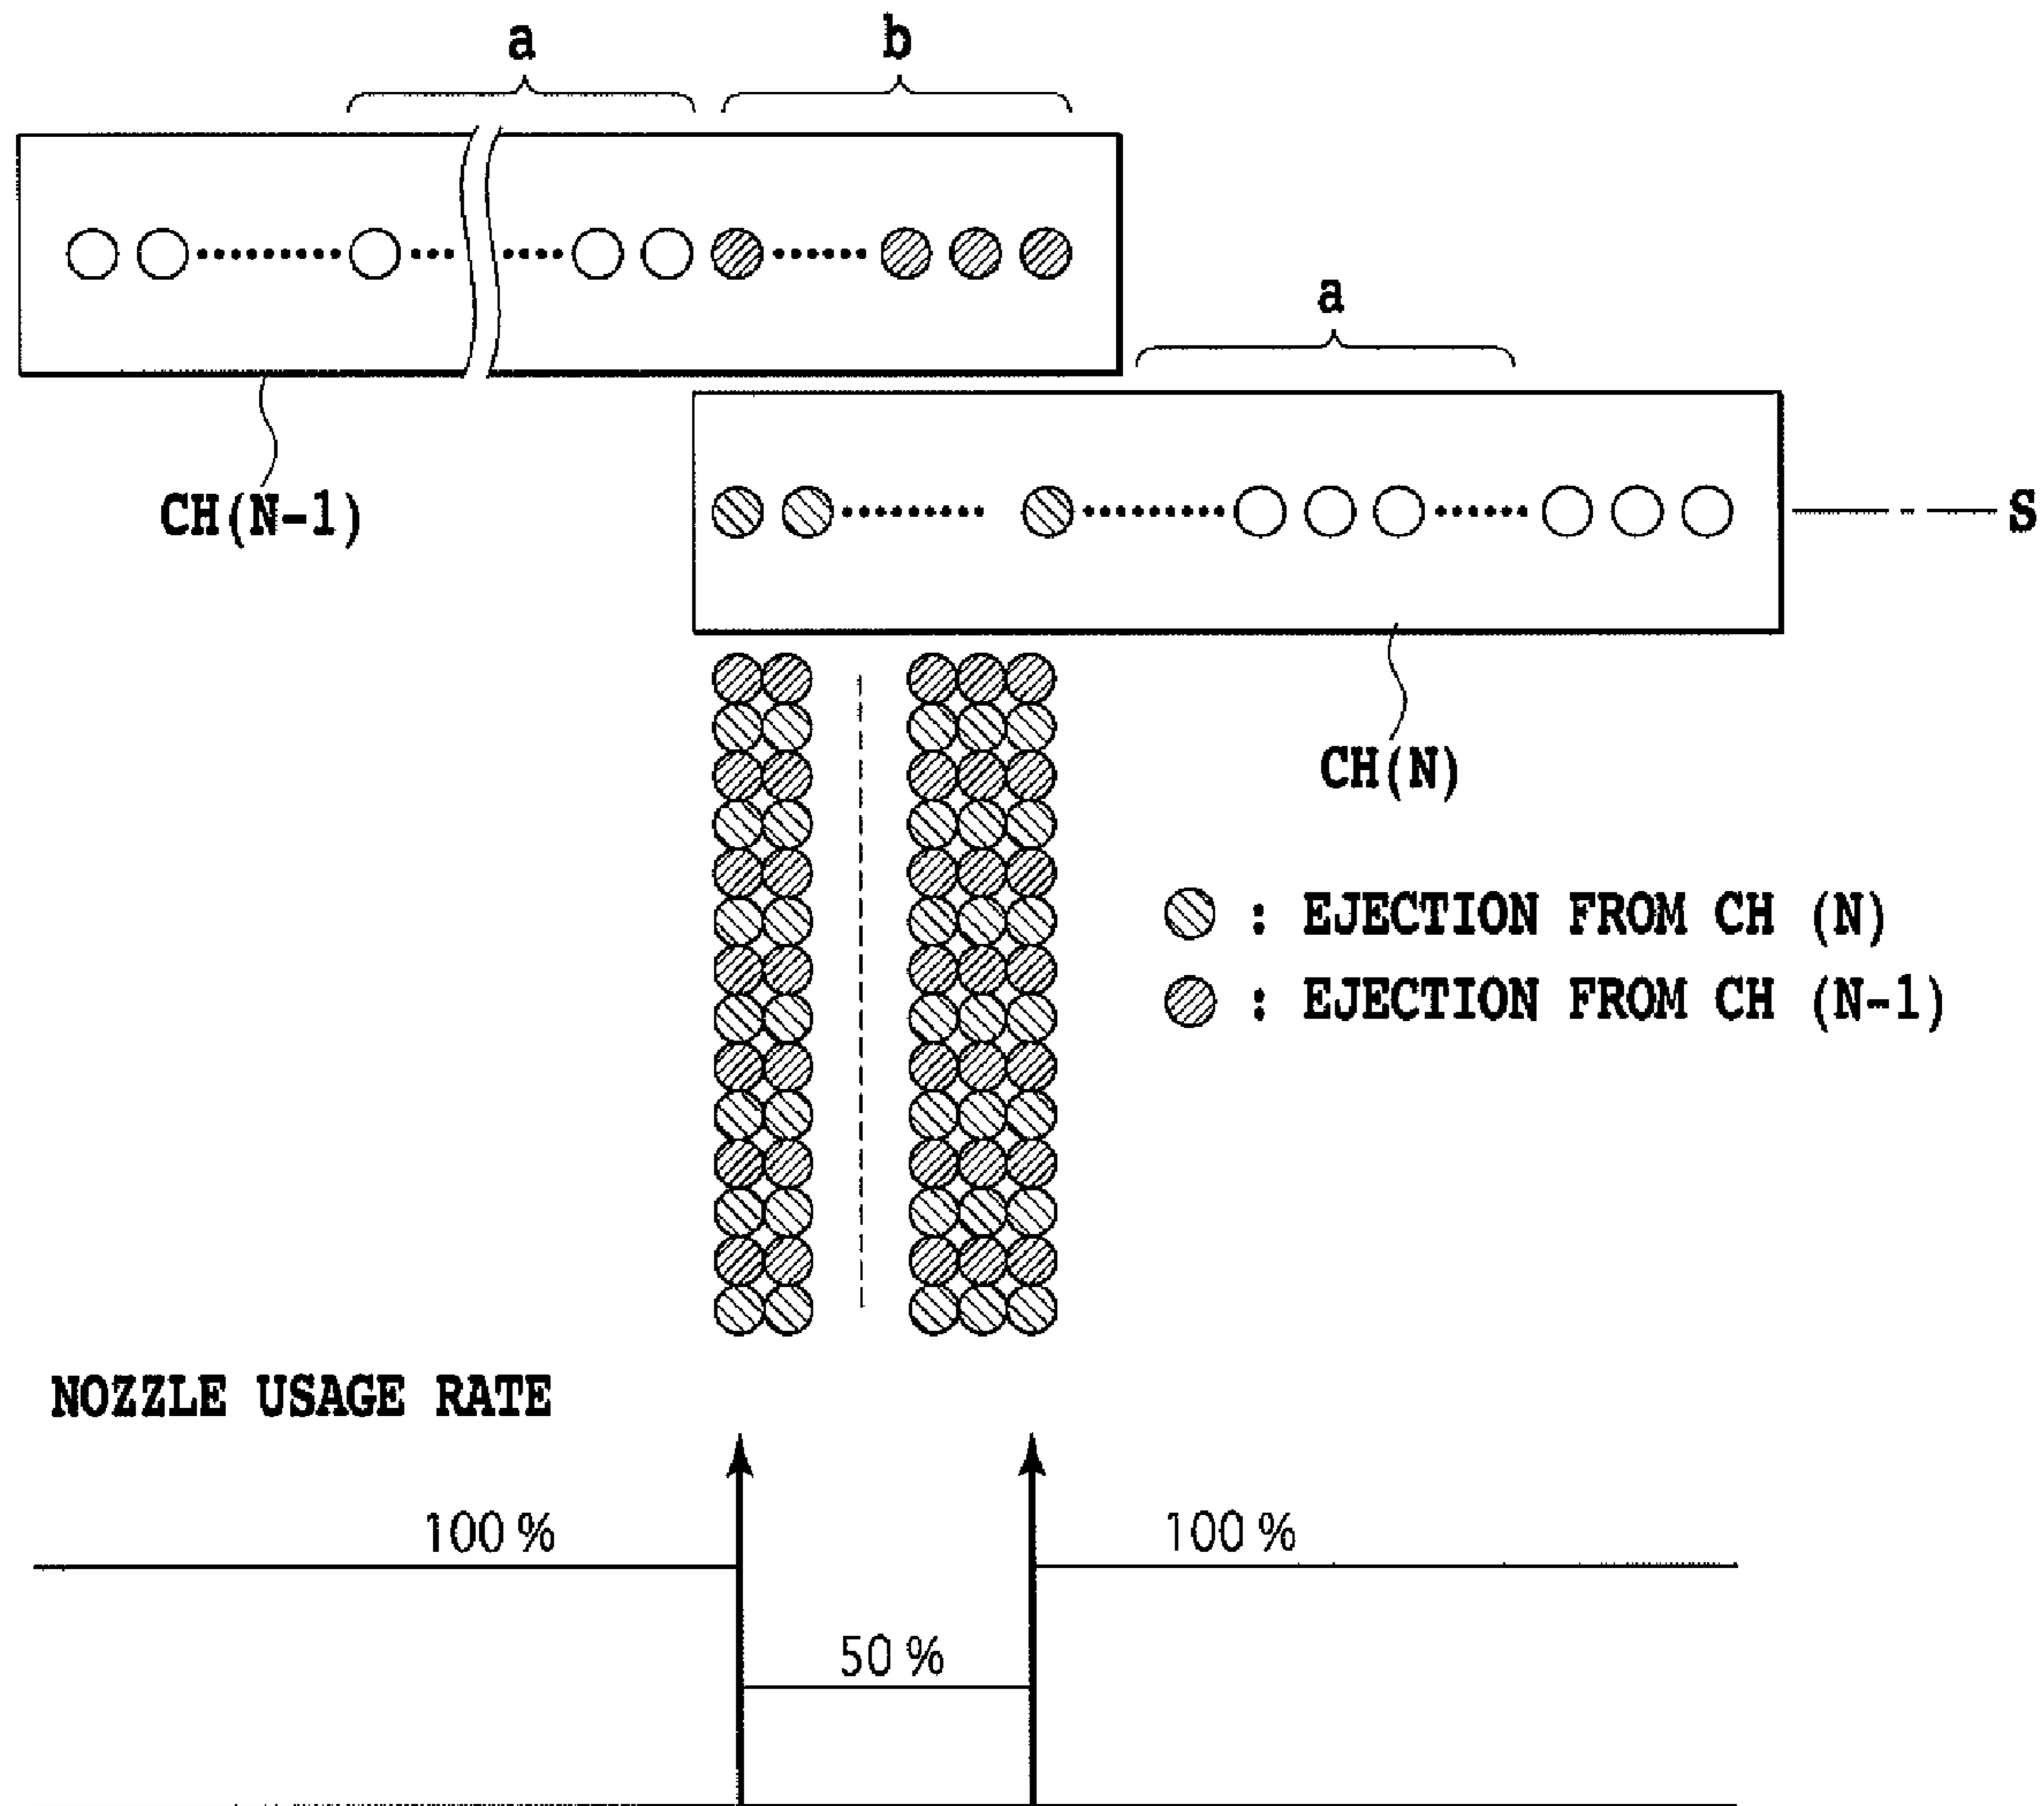 a
b
a
CH(N-1)
S
CH(N)
: EJECTION FROM CH (N)
: EJECTION FROM CH (N-1)
NOZZLE USAGE RATE
100 %
100 %
50 %